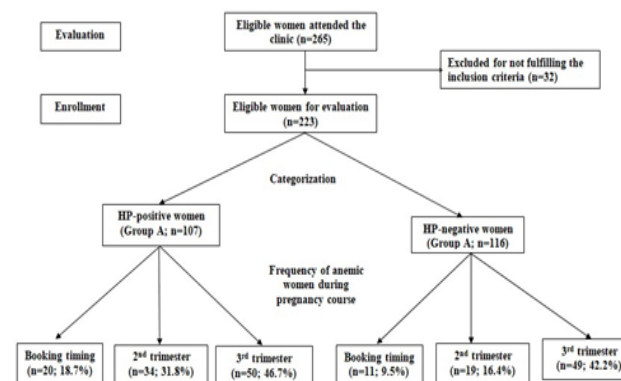 Evaluation
Eligible women attended the
clinic (n=265)
Excluded for not fulfilling the
inclusion criteria (n=32)
Enrollment
Eligible women for evaluation
(n=223)
Categorization
HP-positive women
(Group A; n=107)
HP-negative women
(Group A; n=116)
Frequency of anemic
women during
pregnancy course
Booking timing
(n=20; 18.7%)
2nd trimester
(n=34; 31.8%)
3rd trimester
(n=50; 46.7%)
Booking timing
(n=11; 9.5%)
2nd trimester
(n=19; 16.4%)
3rd trimester
(n=49; 42.2%)